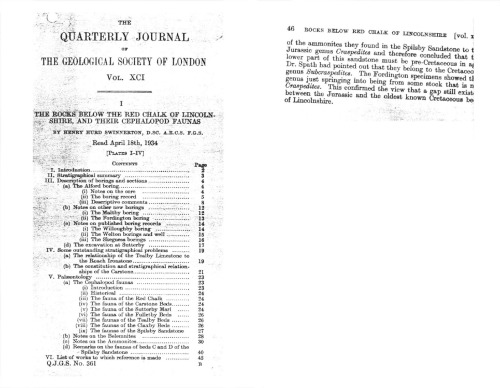 THE
QUARTERLY JOURNAL
OF
THE GEOLOGICAL SOCIETY OF LONDON
VOL. XCI
I
THE ROCKS BELOW THE RED CHALK OF LINCOLN-
SHIRE, AND THEIR CEPHALOPOD FAUNAS
BY HENRY HURD SWINNERTON, D.SC. A.R.C.S. F.G.S.
Read April 18th, 1934
[PLATES I-IV]
CONTENTS Page
I. Introduction 2
II. Stratigraphical summary 3
III. Description of borings and sections 4
(a) The Alford boring 4
(i) Notes on the core 4
(ii) The boring record 5
(iii) Descriptive comments 8
(b) Notes on other new borings 12
(i) The Maltby boring 12
(ii) The Fordington boring 13
(c) Notes on published boring records 14
(i) The Willoughby boring 14
(ii) The Welton borings and well 15
(iii) The Skegness borings 16
(d) The excavation at Sutterby 17
IV. Some outstanding stratigraphical problems 19
(a) The relationship of the Tealby Limestone to
the Roach Ironstone 19
(b) The constitution and stratigraphical relation-
ships of the Carstone 21
V. Palæontology 23
(a) The Cephalopod faunas 23
(i) Introduction 23
(ii) Historical 24
(iii) The fauna of the Red Chalk 24
(iv) The fauna of the Carstone Beds 24
(v) The fauna of the Sutterby Marl 24
(vi) The faunas of the Fulletby Beds 24
(vii) The faunas of the Tealby Beds 26
(viii) The faunas of the Claxby Beds 26
(ix) The faunas of the Spilsby Sandstone 27
(b) Notes on the Belemnites 28
(c) Notes on the Ammonites 30
(d) Remarks on the faunas of beds C and D of the
Spilsby Sandstone 40
VI. List of works to which reference is made 43
Q.J.G.S. No. 361 B
46 ROCKS BELOW RED CHALK OF LINCOLNSHIRE [vol.
of the ammonites they found in the Spilsby Sandstone to
Jurassic genus Craspedites and therefore concluded that
lower part of this sandstone must be pre-Cretaceous in
Dr. Spath had pointed out that they belong to the Cretaceo
genus Subcraspedites. The Fordington specimens showed
genus just springing into being from some stock that is
Craspedites. This confirmed the view that a gap still exist
between the Jurassic and the oldest known Cretaceous be
of Lincolnshire.